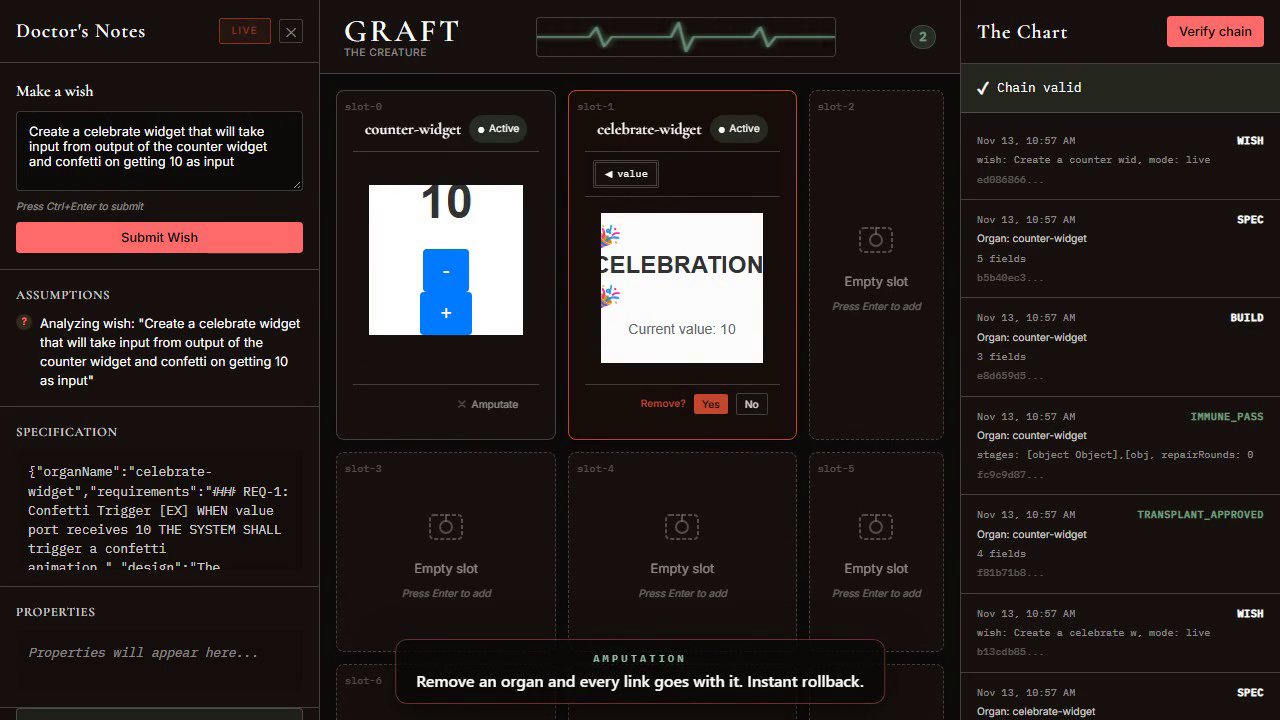 Doctor's Notes
LIVE
Make a wish
Create a celebrate widget that will take
input from output of the counter widget
and confetti on getting 10 as input
Press Ctrl+Enter to submit
Submit Wish
ASSUMPTIONS
? Analyzing wish: "Create a celebrate widget
that will take input from output of the
counter widget and confetti on getting 10
as input"
SPECIFICATION
{"organName":"celebrate-
widget","requirements":"### REQ-1:
Confetti Trigger [EX] WHEN value
port receives 10 THE SYSTEM SHALL
trigger a confetti
animation.","design":"The
PROPERTIES
Properties will appear here...
GRAFT
THE CREATURE
2
slot-0
counter-widget
● Active
10
-
+
× Amputate
slot-1
celebrate-widget
● Active
◀ value
CELEBRATION
Current value: 10
Remove?
Yes
No
slot-2
Empty slot
Press Enter to add
slot-3
Empty slot
Press Enter to add
slot-4
Empty slot
Press Enter to add
slot-5
Empty slot
Press Enter to add
slot-6
AMPUTATION
Remove an organ and every link goes with it. Instant rollback.
The Chart
Verify chain
✓ Chain valid
Nov 13, 10:57 AM WISH
wish: Create a counter wid, mode: live
ed086866...
Nov 13, 10:57 AM SPEC
Organ: counter-widget
5 fields
b5b40ec3...
Nov 13, 10:57 AM BUILD
Organ: counter-widget
3 fields
e8d659d5...
Nov 13, 10:57 AM IMMUNE_PASS
Organ: counter-widget
stages: [object Object],[obj, repairRounds: 0
fc9c9d87...
Nov 13, 10:57 AM TRANSPLANT_APPROVED
Organ: counter-widget
4 fields
f81b71b8...
Nov 13, 10:57 AM WISH
wish: Create a celebrate w, mode: live
b13cdb85...
Nov 13, 10:57 AM SPEC
Organ: celebrate-widget